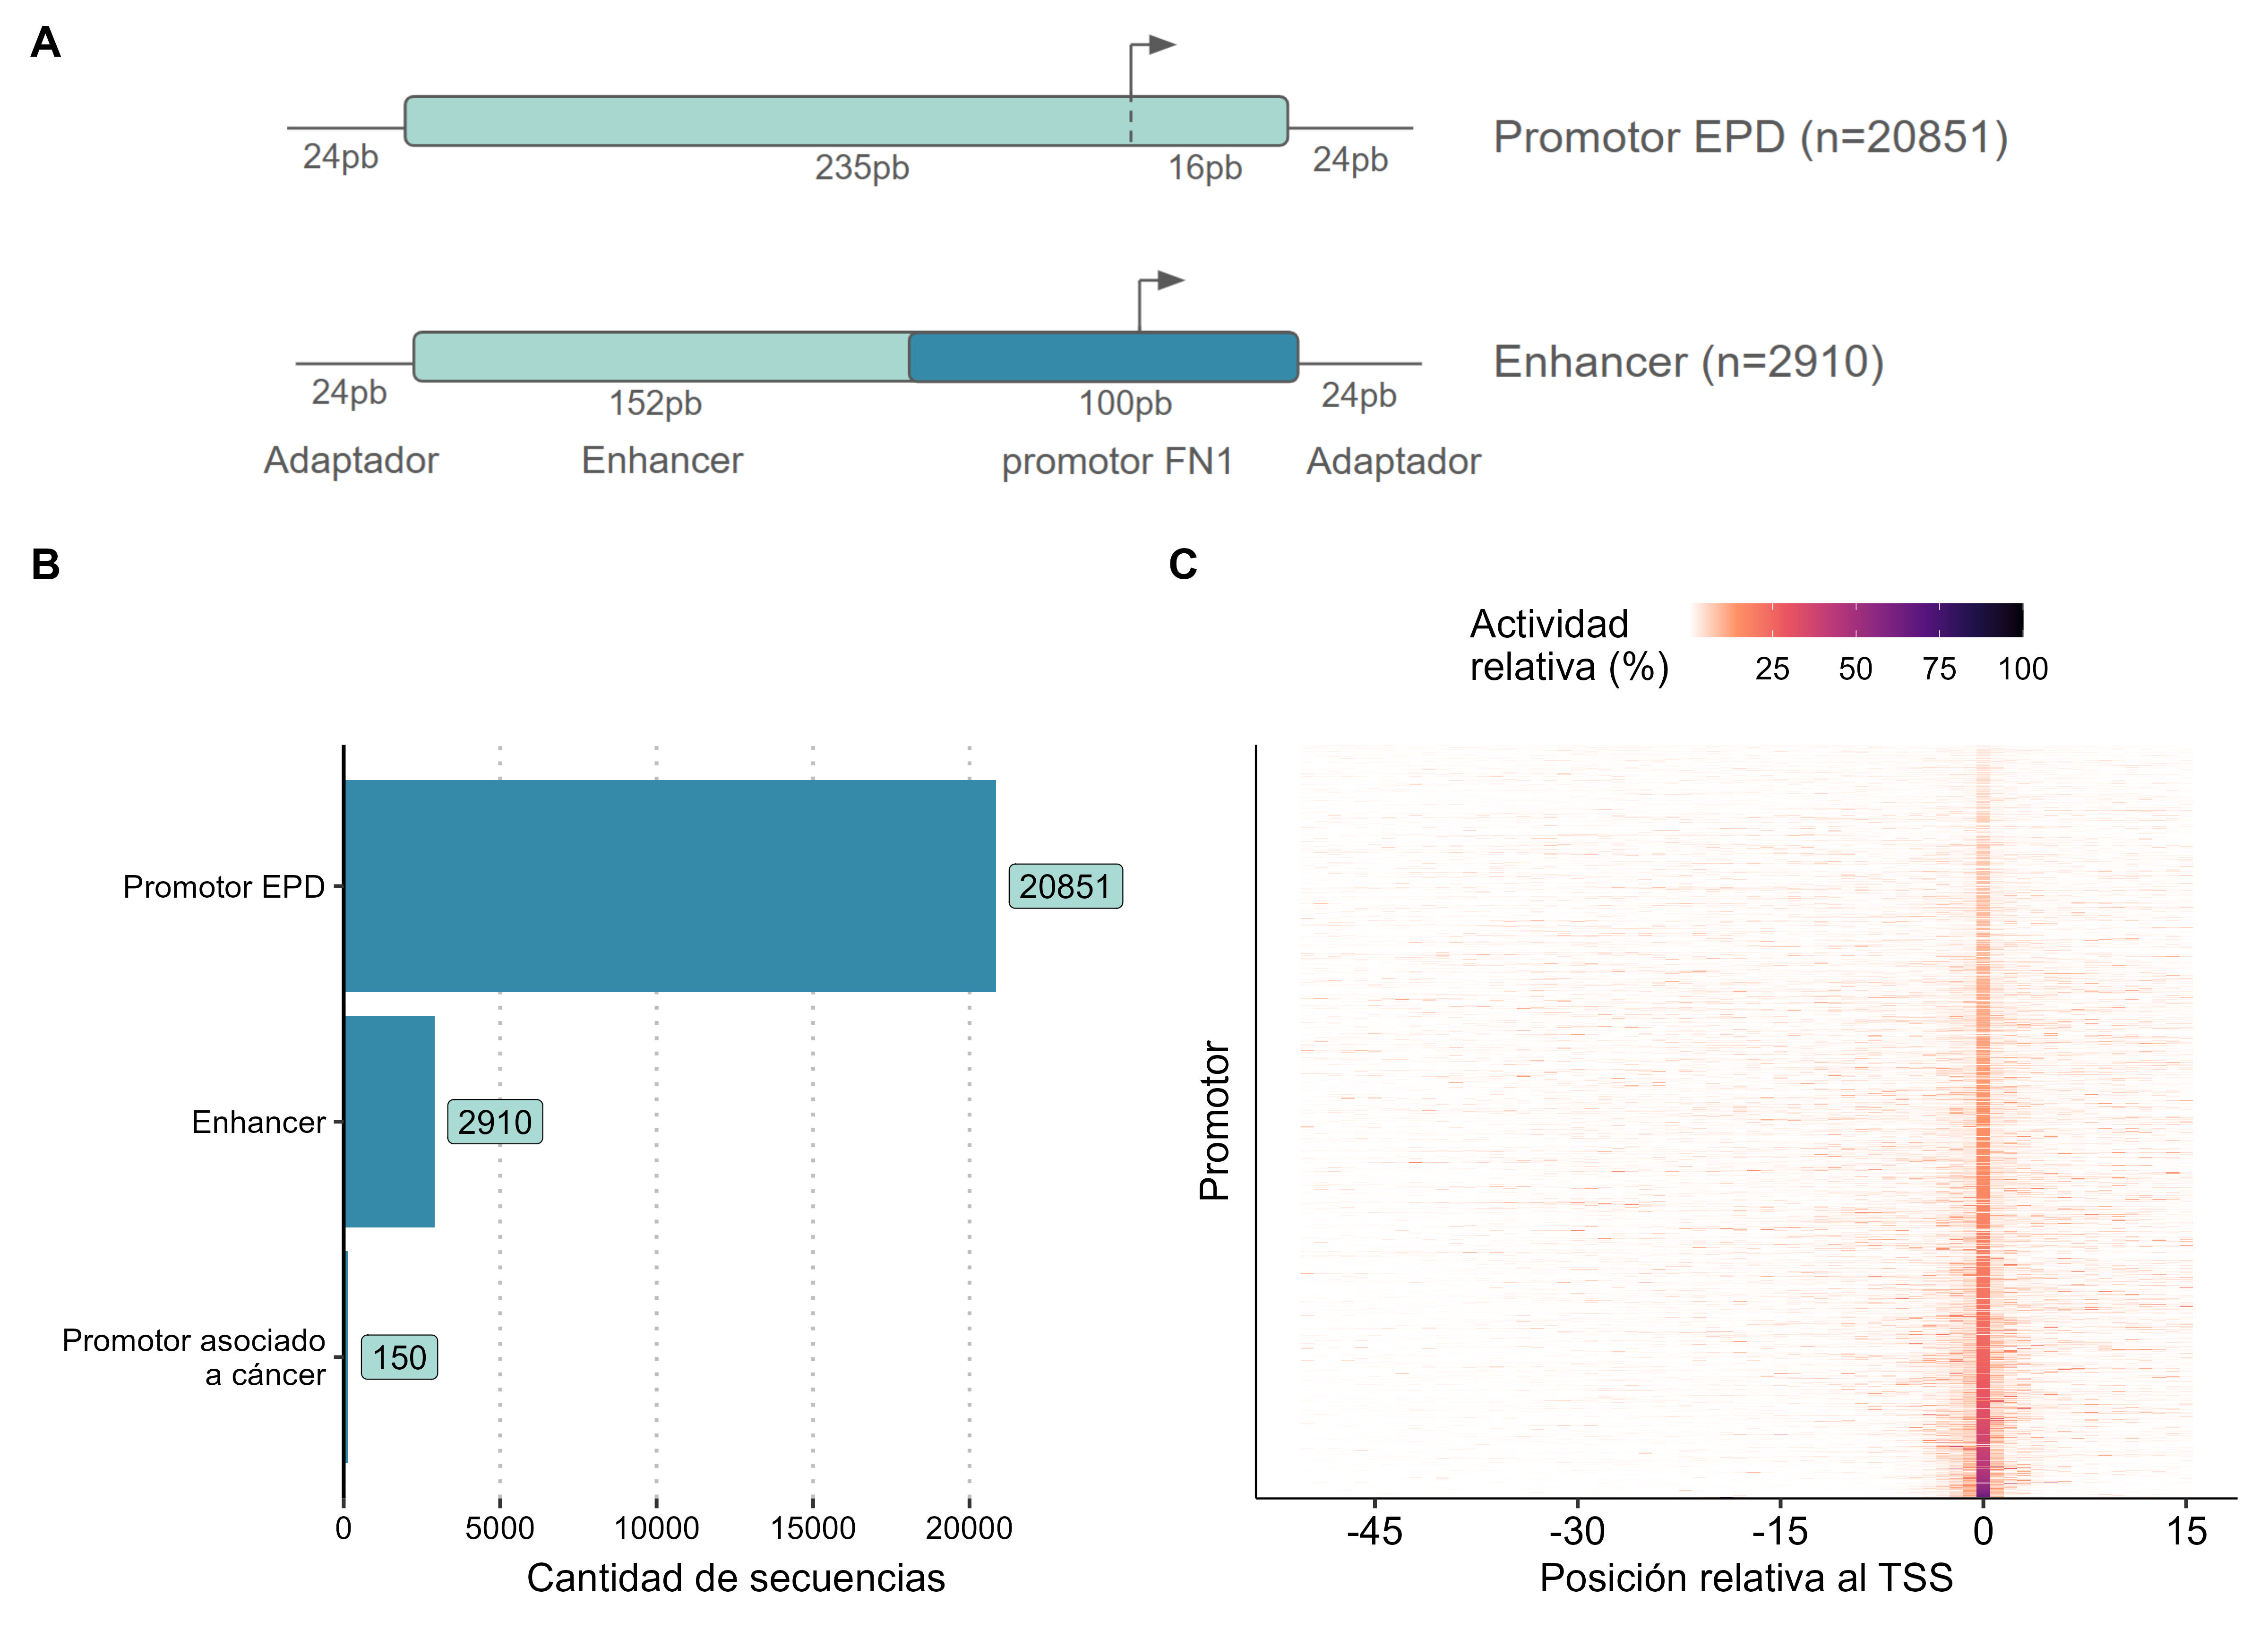 A
24pb
235pb
16pb
24pb
Promotor EPD (n=20851)
24pb
152pb
100pb
24pb
Enhancer (n=2910)
Adaptador
Enhancer
promotor FN1
Adaptador
B
Promotor EPD
20851
Enhancer
2910
Promotor asociado
a cáncer
150
0
5000
10000
15000
20000
Cantidad de secuencias
C
Actividad
relativa (%)
25
50
75
100
Promotor
-45
-30
-15
0
15
Posición relativa al TSS